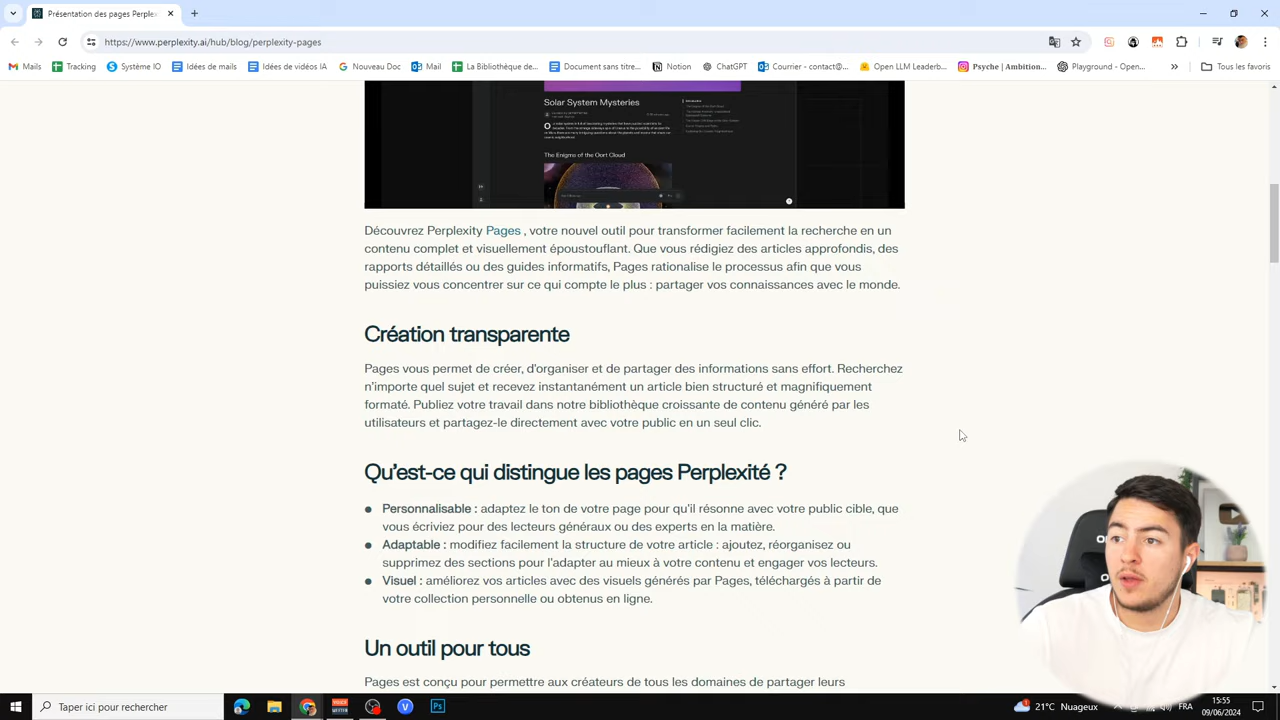 Présentation des pages Perple
https://www.perplexity.ai/hub/blog/perplexity-pages
Mails
Tracking
Système IO
Idées de mails
Idées de vidéos IA
Nouveau Doc
Mail
La Bibliothèque de...
Document sans titre...
Notion
ChatGPT
Courrier - contact@...
Open LLM Leaderb...
Psyche | Ambition...
Playground - Open...
Tous les favoris
Solar System Mysteries
The Enigma of the Oort Cloud
Découvrez Perplexity Pages , votre nouvel outil pour transformer facilement la recherche en un
contenu complet et visuellement époustouflant. Que vous rédigiez des articles approfondis, des
rapports détaillés ou des guides informatifs, Pages rationalise le processus afin que vous
puissiez vous concentrer sur ce qui compte le plus : partager vos connaissances avec le monde.
Création transparente
Pages vous permet de créer, d'organiser et de partager des informations sans effort. Recherchez
n'importe quel sujet et recevez instantanément un article bien structuré et magnifiquement
formaté. Publiez votre travail dans notre bibliothèque croissante de contenu généré par les
utilisateurs et partagez-le directement avec votre public en un seul clic.
Qu'est-ce qui distingue les pages Perplexité ?
Personnalisable : adaptez le ton de votre page pour qu'il résonne avec votre public cible, que
vous écriviez pour des lecteurs généraux ou des experts en la matière.
Adaptable : modifiez facilement la structure de votre article : ajoutez, réorganisez ou
supprimez des sections pour l'adapter au mieux à votre contenu et engager vos lecteurs.
Visuel : améliorez vos articles avec des visuels générés par Pages, téléchargés à partir de
votre collection personnelle ou obtenus en ligne.
Un outil pour tous
Pages est conçu pour permettre aux créateurs de tous les domaines de partager leurs
Taper ici pour rechercher
21°C Nuageux
FRA
15:55
09/06/2024